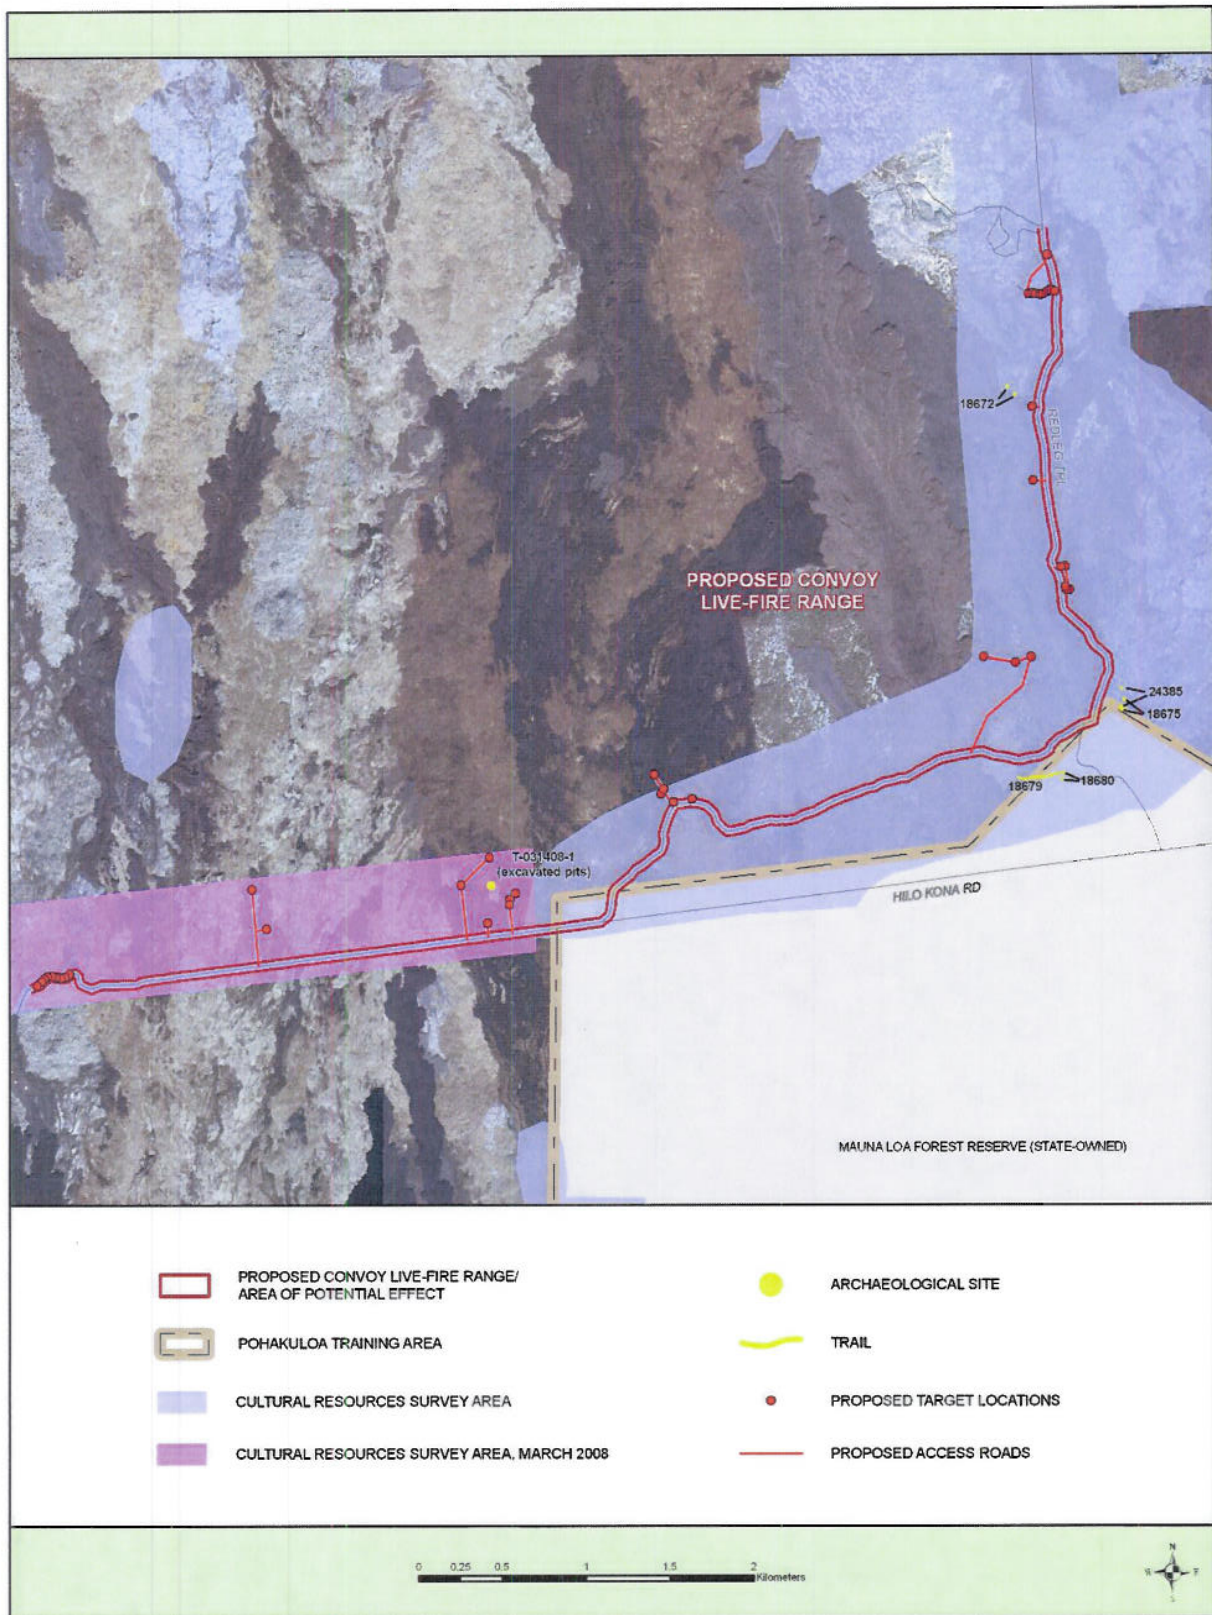 18672
REDLEG TRL
PROPOSED CONVOY
LIVE-FIRE RANGE
24385
18675
18679
18680
T-031408-1
(excavated pits)
HILO KONA RD
MAUNA LOA FOREST RESERVE (STATE-OWNED)
PROPOSED CONVOY LIVE-FIRE RANGE/
AREA OF POTENTIAL EFFECT
POHAKULOA TRAINING AREA
CULTURAL RESOURCES SURVEY AREA
CULTURAL RESOURCES SURVEY AREA, MARCH 2008
ARCHAEOLOGICAL SITE
TRAIL
PROPOSED TARGET LOCATIONS
PROPOSED ACCESS ROADS
0 0.25 0.5 1 1.5 2
Kilometers
N
W E
S